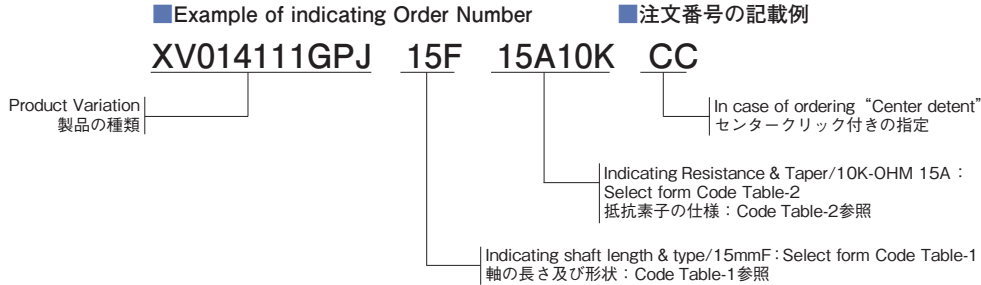 ■Example of indicating Order Number ■注文番号の記載例
XV014111GPJ 15F 15A10K CC
Product Variation
製品の種類
In case of ordering “Center detent”
センタークリック付きの指定
Indicating Resistance & Taper/10K-OHM 15A：
Select form Code Table-2
抵抗素子の仕様：Code Table-2参照
Indicating shaft length & type/15mmF：Select form Code Table-1
軸の長さ及び形状：Code Table-1参照